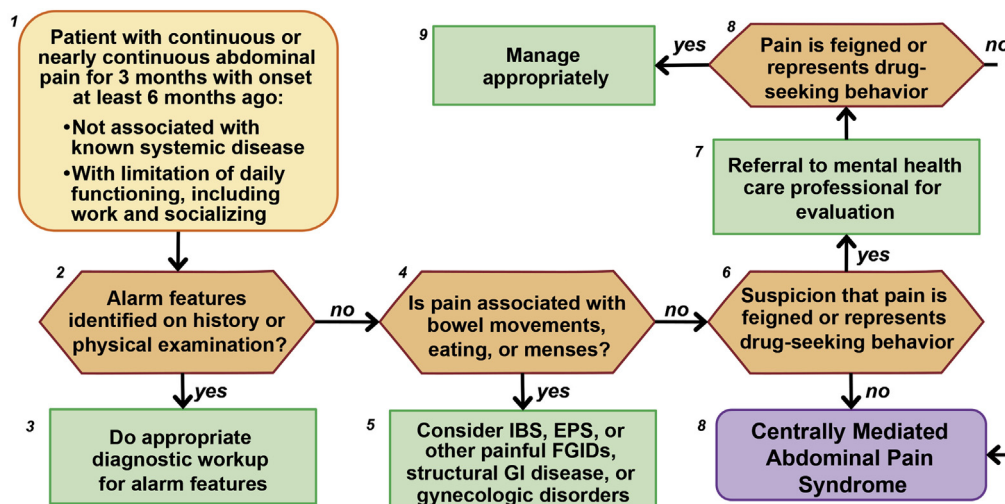 1
Patient with continuous or
nearly continuous abdominal
pain for 3 months with onset
at least 6 months ago:
•Not associated with
known systemic disease
•With limitation of daily
functioning, including
work and socializing
2
Alarm features
identified on history or
physical examination?
no
yes
3
Do appropriate
diagnostic workup
for alarm features
4
Is pain associated with
bowel movements,
eating, or menses?
no
yes
5
Consider IBS, EPS, or
other painful FGIDs,
structural GI disease, or
gynecologic disorders
6
Suspicion that pain is
feigned or represents
drug-seeking behavior
yes
no
7
Referral to mental health
care professional for
evaluation
8
Pain is feigned or
represents drug-
seeking behavior
yes
no
9
Manage
appropriately
8
Centrally Mediated
Abdominal Pain
Syndrome